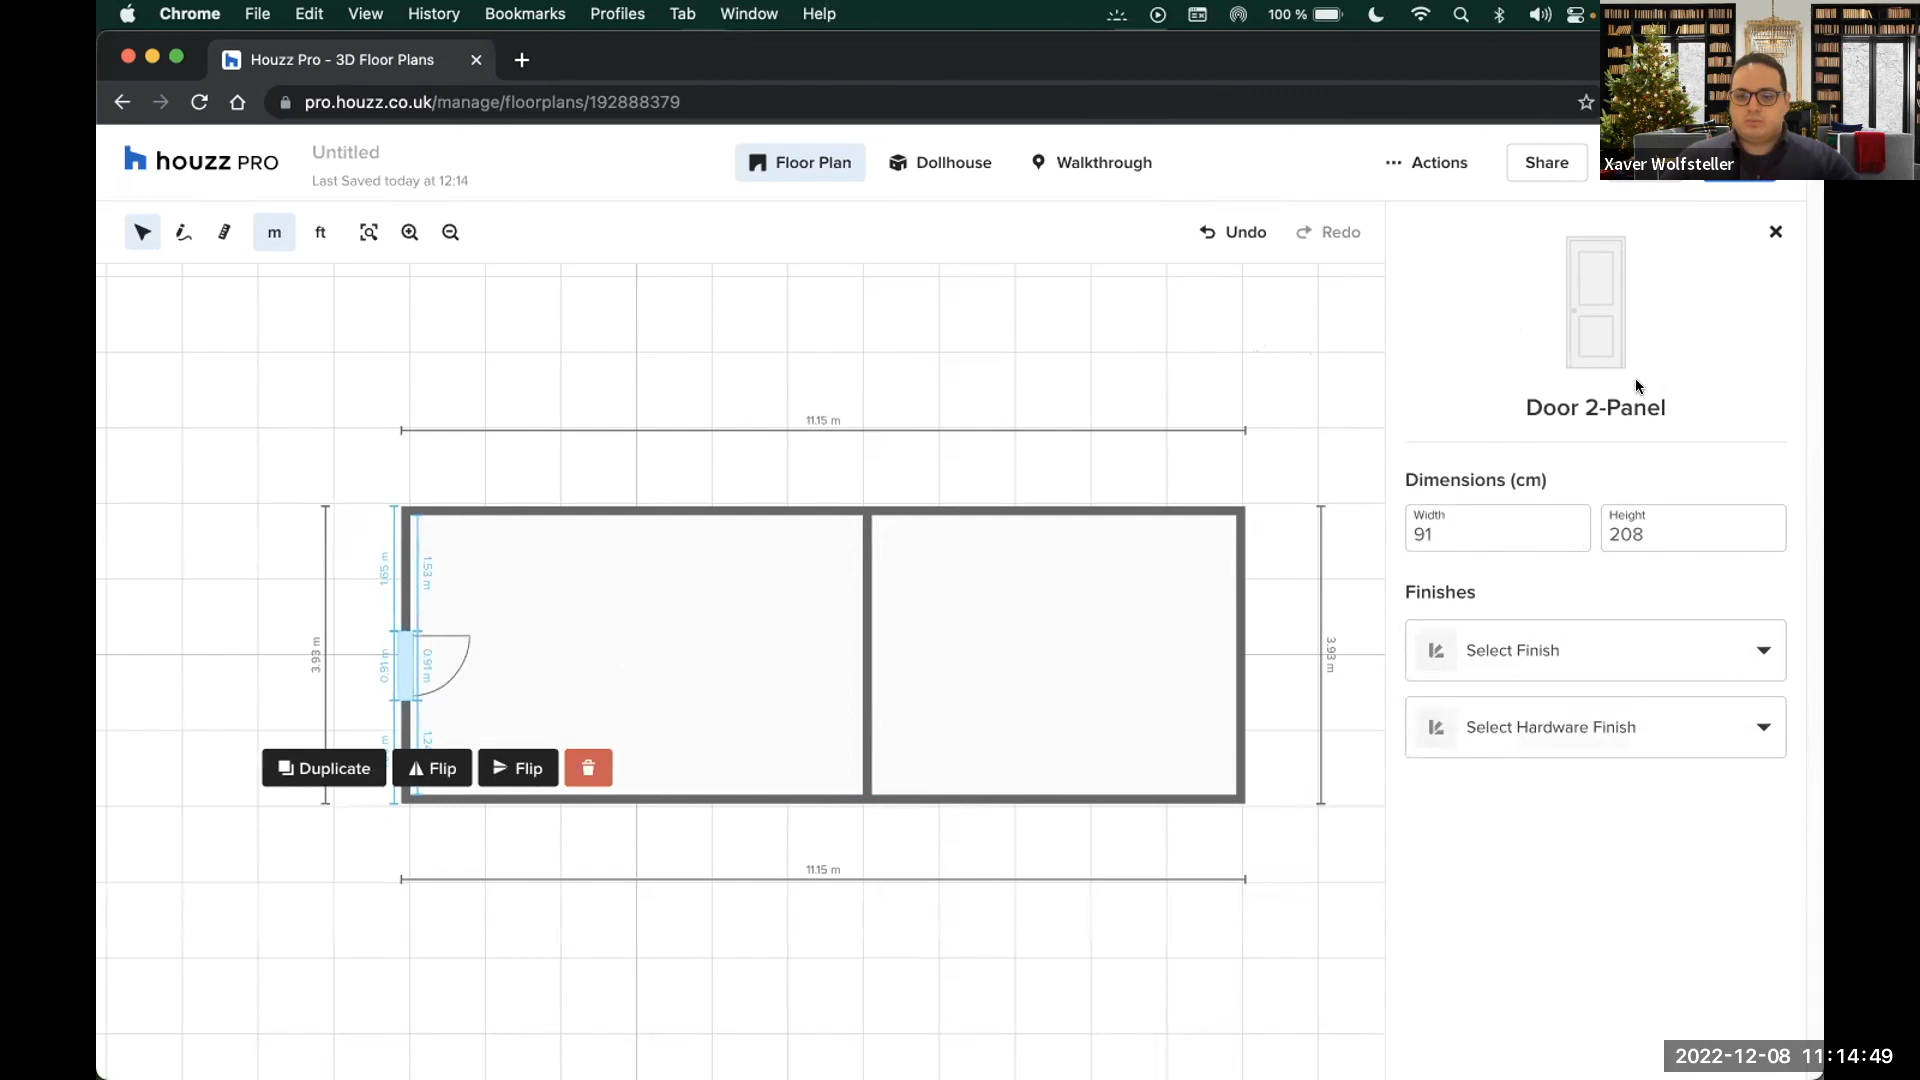 Chrome File Edit View History Bookmarks Profiles Tab Window Help 100 %
Houzz Pro - 3D Floor Plans
pro.houzz.co.uk/manage/floorplans/192888379
Xaver Wolfsteller
houzz PRO
Untitled
Last Saved today at 12:14
Floor Plan Dollhouse Walkthrough
Actions Share
m ft
Undo Redo
Door 2-Panel
Dimensions (cm)
Width
91
Height
208
Finishes
Select Finish
Select Hardware Finish
11.15 m
1.65 m
1.53 m
3.93 m
0.91 m
0.91 m
3.93 m
Duplicate Flip Flip
11.15 m
2022-12-08 11:14:49